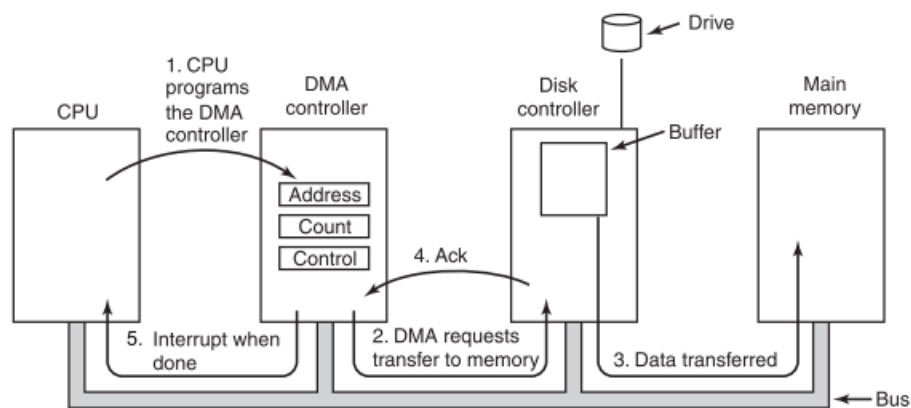 Drive
1. CPU
programs
the DMA
controller
CPU
DMA
controller
Disk
controller
Main
memory
Buffer
Address
Count
Control
4. Ack
5. Interrupt when
done
2. DMA requests
transfer to memory
3. Data transferred
Bus